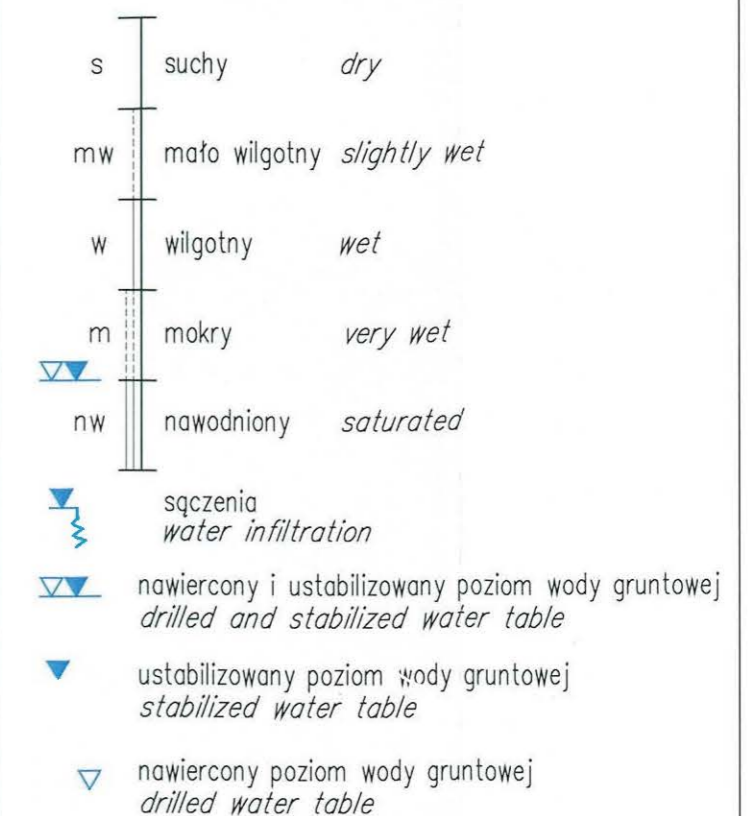 s suchy dry
mw mało wilgotny slightly wet
w wilgotny wet
m mokry very wet
nw nawodniony saturated
sączenia
water infiltration
nawiercony i ustabilizowany poziom wody gruntowej
drilled and stabilized water table
ustabilizowany poziom wody gruntowej
stabilized water table
nawiercony poziom wody gruntowej
drilled water table